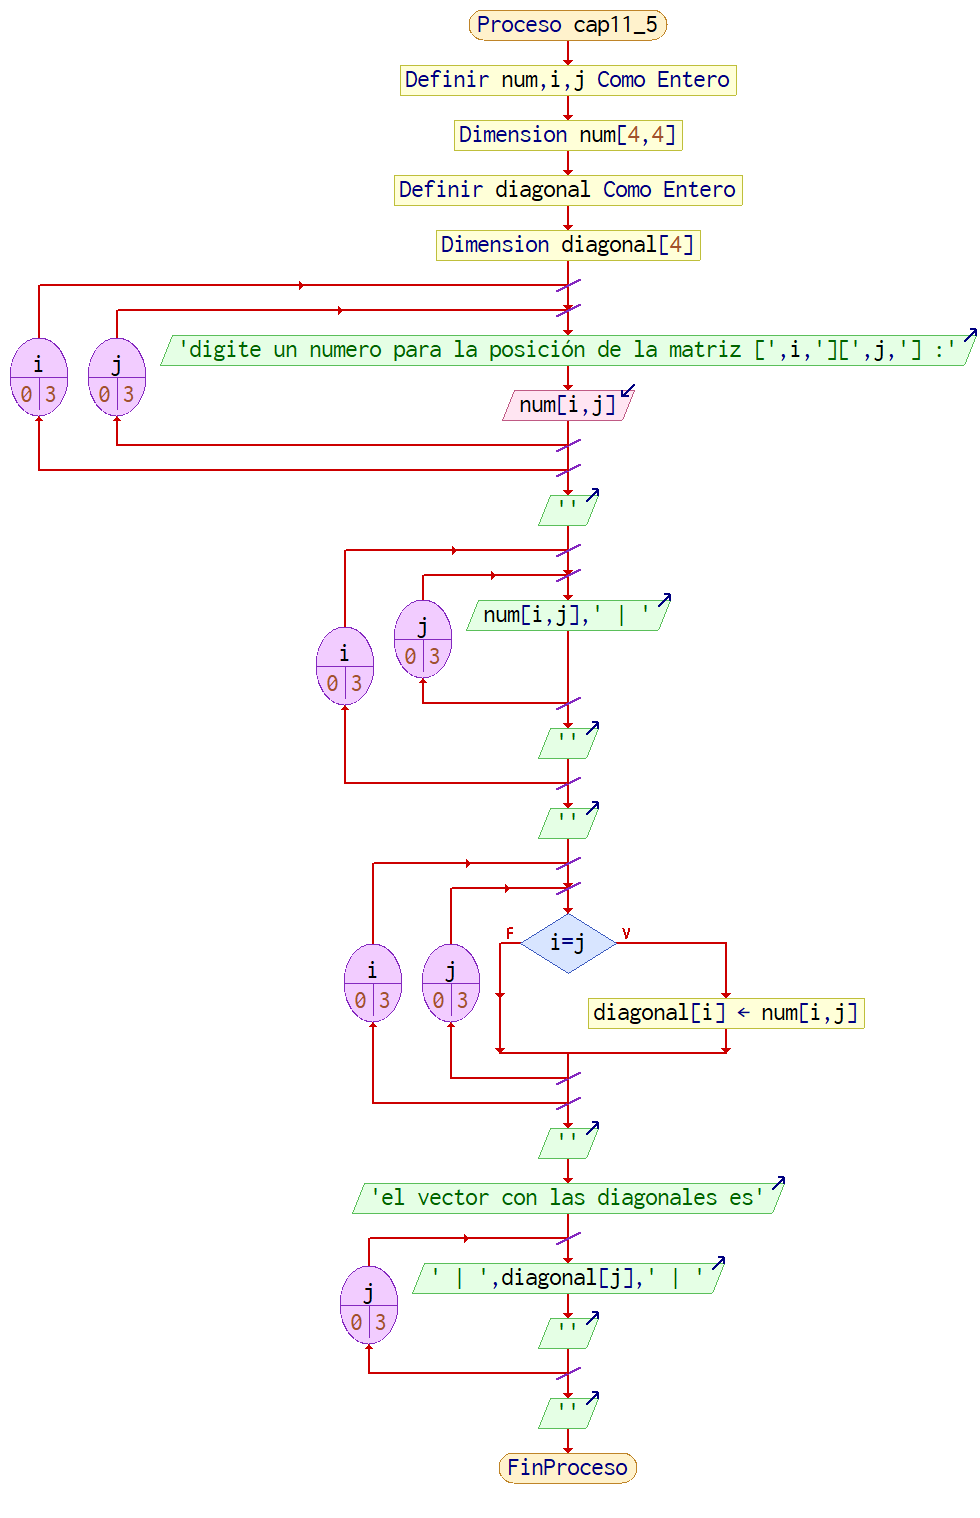 Proceso cap11_5
Definir num,i,j Como Entero
Dimension num[4,4]
Definir diagonal Como Entero
Dimension diagonal[4]
i
0 3
j
0 3
'digite un numero para la posición de la matriz [',i,'][',j,'] :'
num[i,j]
''
i
0 3
j
0 3
num[i,j],' | '
''
''
i
0 3
j
0 3
F
i=j
V
diagonal[i] ← num[i,j]
''
'el vector con las diagonales es'
j
0 3
' | ',diagonal[j],' | '
''
''
FinProceso